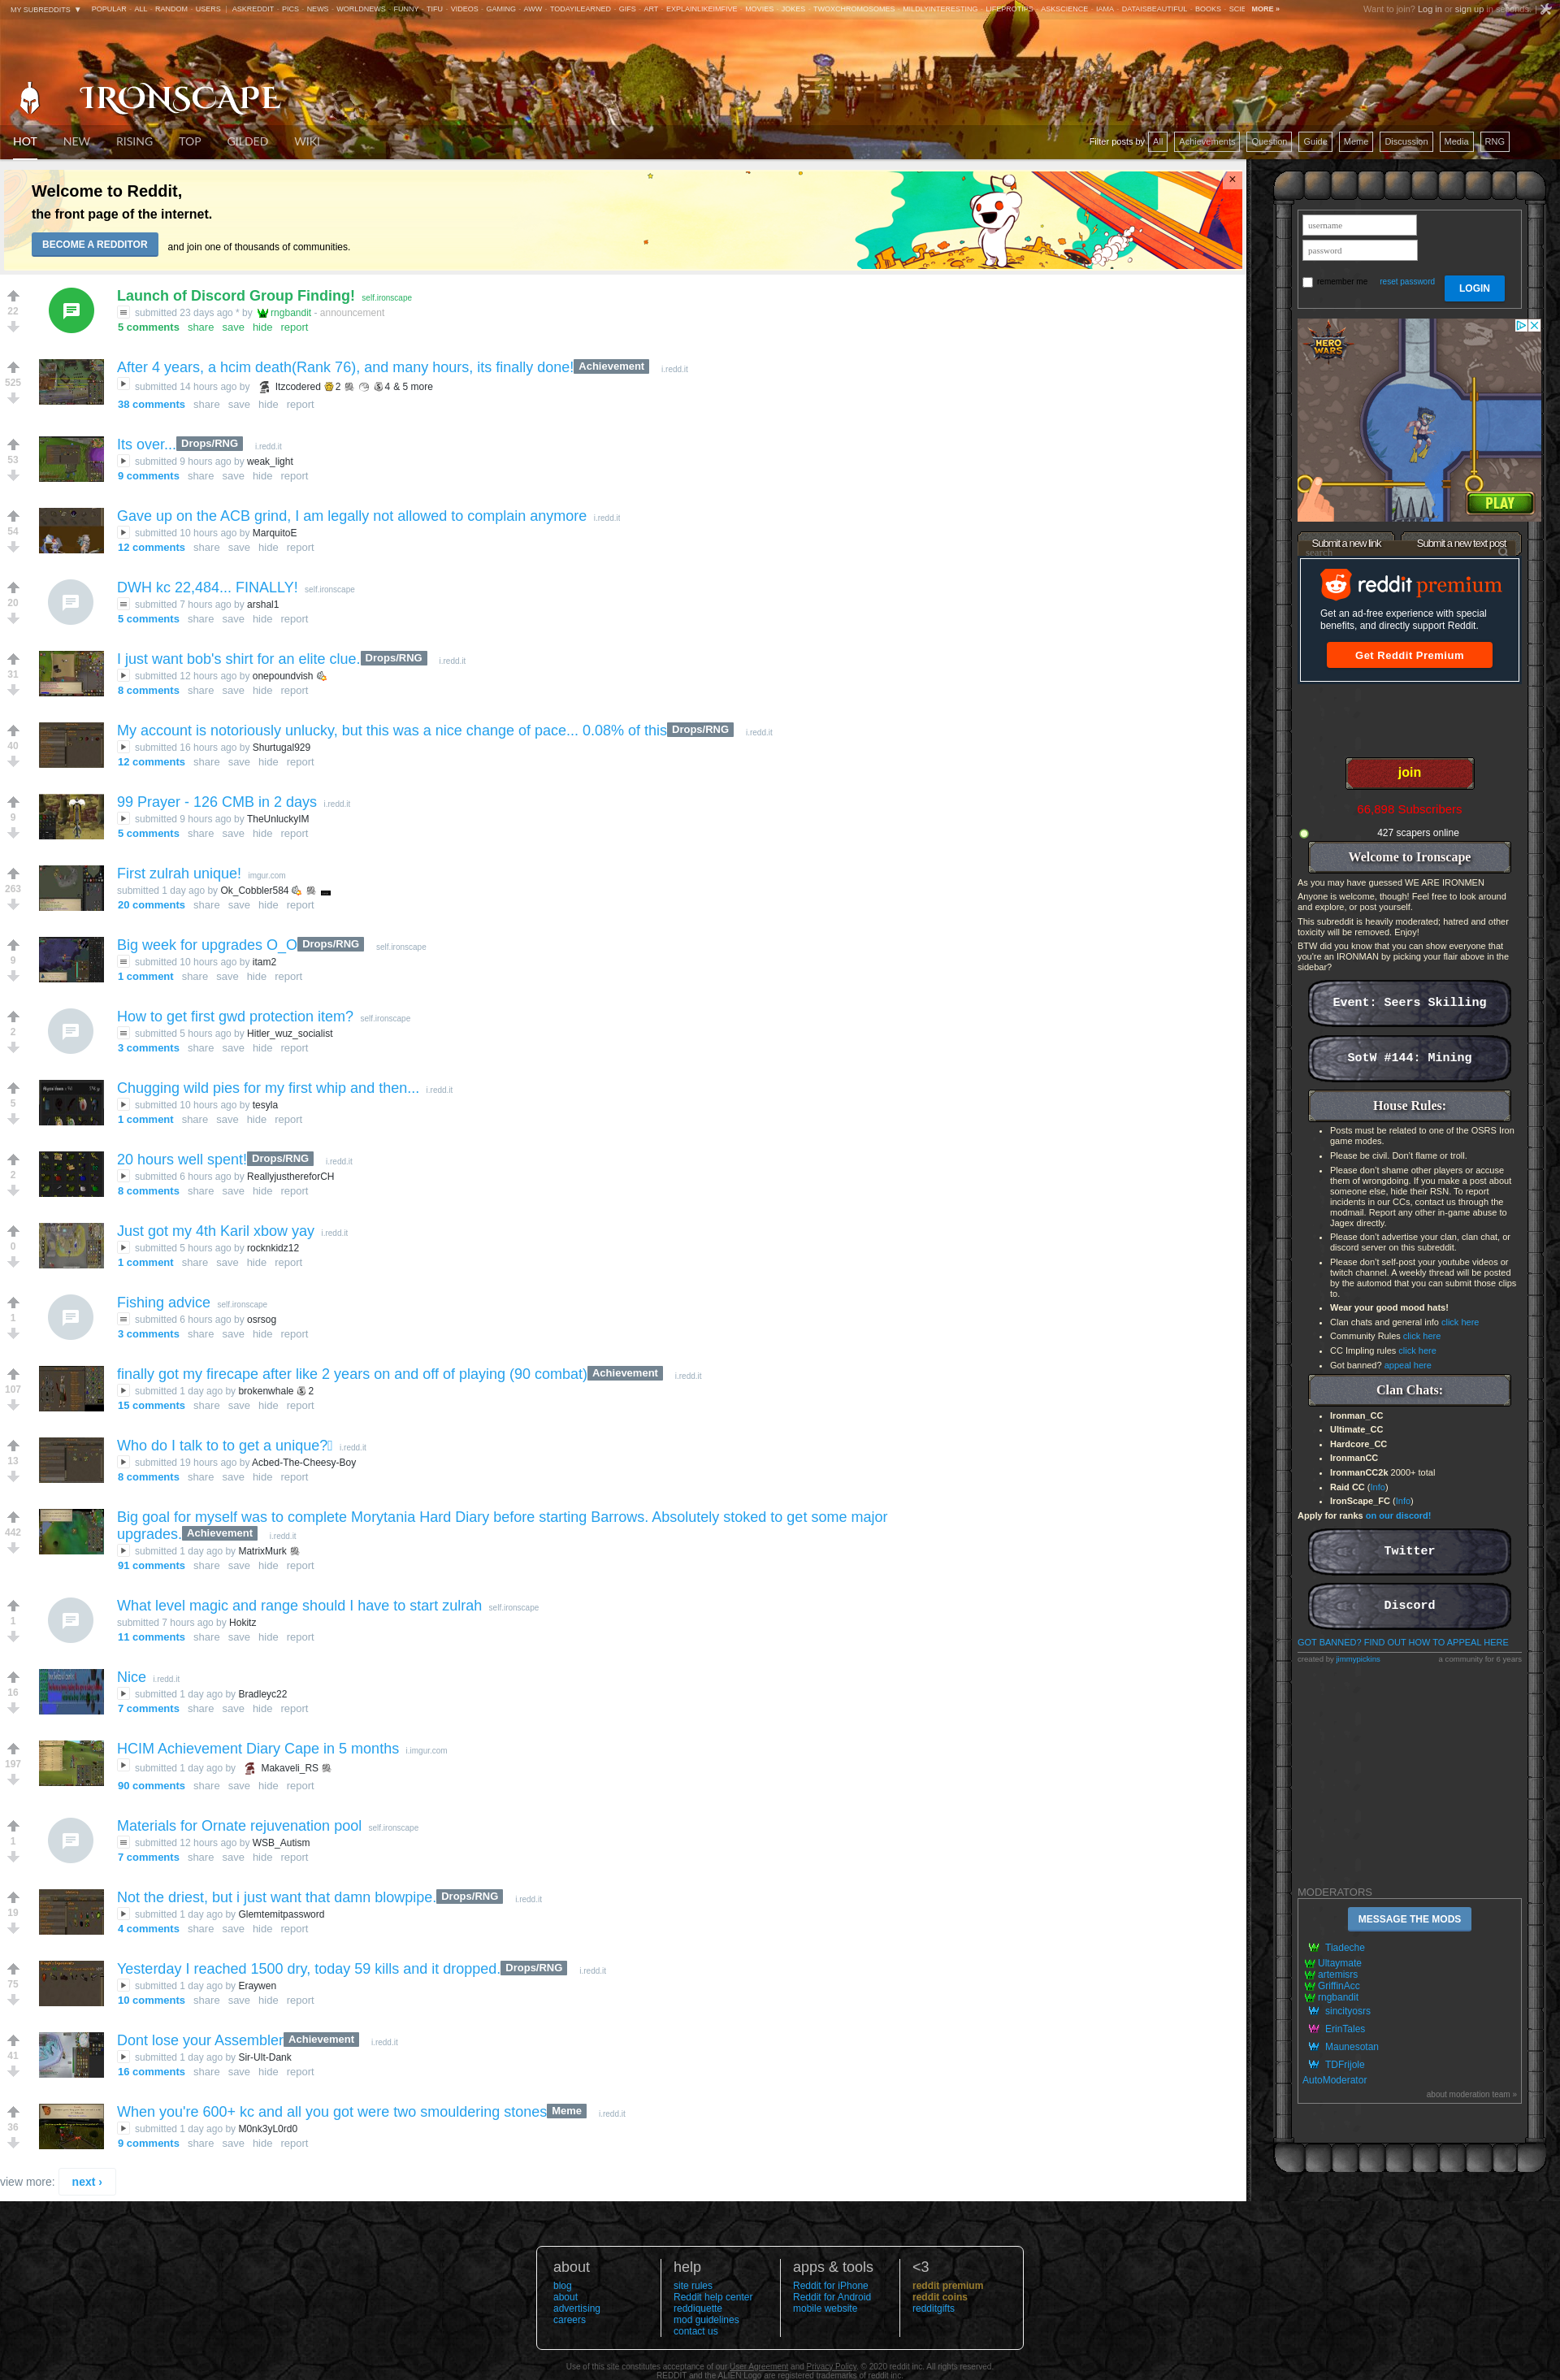 MY SUBREDDITS ▼ POPULAR - ALL - RANDOM - USERS | ASKREDDIT - PICS - NEWS - WORLDNEWS - FUNNY - TIFU - VIDEOS - GAMING - AWW - TODAYILEARNED - GIFS - ART - EXPLAINLIKEIMFIVE - MOVIES - JOKES - TWOXCHROMOSOMES - MILDLYINTERESTING - LIFEPROTIPS - ASKSCIENCE - IAMA - DATAISBEAUTIFUL - BOOKS - SCIE MORE »
Want to join? Log in or sign up in seconds. |
IRONSCAPE
HOT NEW RISING TOP GILDED WIKI
Filter posts by All Achievements Question Guide Meme Discussion Media RNG
Welcome to Reddit,
the front page of the internet.
BECOME A REDDITOR and join one of thousands of communities.
×
22
Launch of Discord Group Finding! self.ironscape
submitted 23 days ago * by rngbandit - announcement
5 comments share save hide report
525
After 4 years, a hcim death(Rank 76), and many hours, its finally done! Achievement i.redd.it
submitted 14 hours ago by Itzcodered 2 4 & 5 more
38 comments share save hide report
53
Its over... Drops/RNG i.redd.it
submitted 9 hours ago by weak_light
9 comments share save hide report
54
Gave up on the ACB grind, I am legally not allowed to complain anymore i.redd.it
submitted 10 hours ago by MarquitoE
12 comments share save hide report
20
DWH kc 22,484... FINALLY! self.ironscape
submitted 7 hours ago by arshal1
5 comments share save hide report
31
I just want bob's shirt for an elite clue. Drops/RNG i.redd.it
submitted 12 hours ago by onepoundvish
8 comments share save hide report
40
My account is notoriously unlucky, but this was a nice change of pace... 0.08% of this Drops/RNG i.redd.it
submitted 16 hours ago by Shurtugal929
12 comments share save hide report
9
99 Prayer - 126 CMB in 2 days i.redd.it
submitted 9 hours ago by TheUnluckyIM
5 comments share save hide report
263
First zulrah unique! imgur.com
submitted 1 day ago by Ok_Cobbler584
20 comments share save hide report
9
Big week for upgrades O_O Drops/RNG self.ironscape
submitted 10 hours ago by itam2
1 comment share save hide report
2
How to get first gwd protection item? self.ironscape
submitted 5 hours ago by Hitler_wuz_socialist
3 comments share save hide report
5
Chugging wild pies for my first whip and then... i.redd.it
submitted 10 hours ago by tesyla
1 comment share save hide report
2
20 hours well spent! Drops/RNG i.redd.it
submitted 6 hours ago by ReallyjusthereforCH
8 comments share save hide report
0
Just got my 4th Karil xbow yay i.redd.it
submitted 5 hours ago by rocknkidz12
1 comment share save hide report
1
Fishing advice self.ironscape
submitted 6 hours ago by osrsog
3 comments share save hide report
107
finally got my firecape after like 2 years on and off of playing (90 combat) Achievement i.redd.it
submitted 1 day ago by brokenwhale 2
15 comments share save hide report
13
Who do I talk to to get a unique? i.redd.it
submitted 19 hours ago by Acbed-The-Cheesy-Boy
8 comments share save hide report
442
Big goal for myself was to complete Morytania Hard Diary before starting Barrows. Absolutely stoked to get some major
upgrades. Achievement i.redd.it
submitted 1 day ago by MatrixMurk
91 comments share save hide report
1
What level magic and range should I have to start zulrah self.ironscape
submitted 7 hours ago by Hokitz
11 comments share save hide report
16
Nice i.redd.it
submitted 1 day ago by Bradleyc22
7 comments share save hide report
197
HCIM Achievement Diary Cape in 5 months i.imgur.com
submitted 1 day ago by Makaveli_RS
90 comments share save hide report
1
Materials for Ornate rejuvenation pool self.ironscape
submitted 12 hours ago by WSB_Autism
7 comments share save hide report
19
Not the driest, but i just want that damn blowpipe. Drops/RNG i.redd.it
submitted 1 day ago by Glemtemitpassword
4 comments share save hide report
75
Yesterday I reached 1500 dry, today 59 kills and it dropped. Drops/RNG i.redd.it
submitted 1 day ago by Eraywen
10 comments share save hide report
41
Dont lose your Assembler Achievement i.redd.it
submitted 1 day ago by Sir-Ult-Dank
16 comments share save hide report
36
When you're 600+ kc and all you got were two smouldering stones Meme i.redd.it
submitted 1 day ago by M0nk3yL0rd0
9 comments share save hide report
view more: next ›
username
password
remember me reset password LOGIN
HERO WARS
PLAY
Submit a new link Submit a new text post
search
reddit premium
Get an ad-free experience with special
benefits, and directly support Reddit.
Get Reddit Premium
join
66,898 Subscribers
427 scapers online
Welcome to Ironscape
As you may have guessed WE ARE IRONMEN
Anyone is welcome, though! Feel free to look around
and explore, or post yourself.
This subreddit is heavily moderated; hatred and other
toxicity will be removed. Enjoy!
BTW did you know that you can show everyone that
you're an IRONMAN by picking your flair above in the
sidebar?
Event: Seers Skilling
SotW #144: Mining
House Rules:
Posts must be related to one of the OSRS Iron
game modes.
Please be civil. Don't flame or troll.
Please don't shame other players or accuse
them of wrongdoing. If you make a post about
someone else, hide their RSN. To report
incidents in our CCs, contact us through the
modmail. Report any other in-game abuse to
Jagex directly.
Please don't advertise your clan, clan chat, or
discord server on this subreddit.
Please don't self-post your youtube videos or
twitch channel. A weekly thread will be posted
by the automod that you can submit those clips
to.
Wear your good mood hats!
Clan chats and general info click here
Community Rules click here
CC Impling rules click here
Got banned? appeal here
Clan Chats:
Ironman_CC
Ultimate_CC
Hardcore_CC
IronmanCC
IronmanCC2k 2000+ total
Raid CC (Info)
IronScape_FC (Info)
Apply for ranks on our discord!
Twitter
Discord
GOT BANNED? FIND OUT HOW TO APPEAL HERE
created by jimmypickins a community for 6 years
MODERATORS
MESSAGE THE MODS
Tiadeche
Ultaymate
artemisrs
GriffinAcc
rngbandit
sincityosrs
ErinTales
Maunesotan
TDFrijole
AutoModerator
about moderation team »
about
blog
about
advertising
careers
help
site rules
Reddit help center
reddiquette
mod guidelines
contact us
apps & tools
Reddit for iPhone
Reddit for Android
mobile website
<3
reddit premium
reddit coins
redditgifts
Use of this site constitutes acceptance of our User Agreement and Privacy Policy. © 2020 reddit inc. All rights reserved.
REDDIT and the ALIEN Logo are registered trademarks of reddit inc.